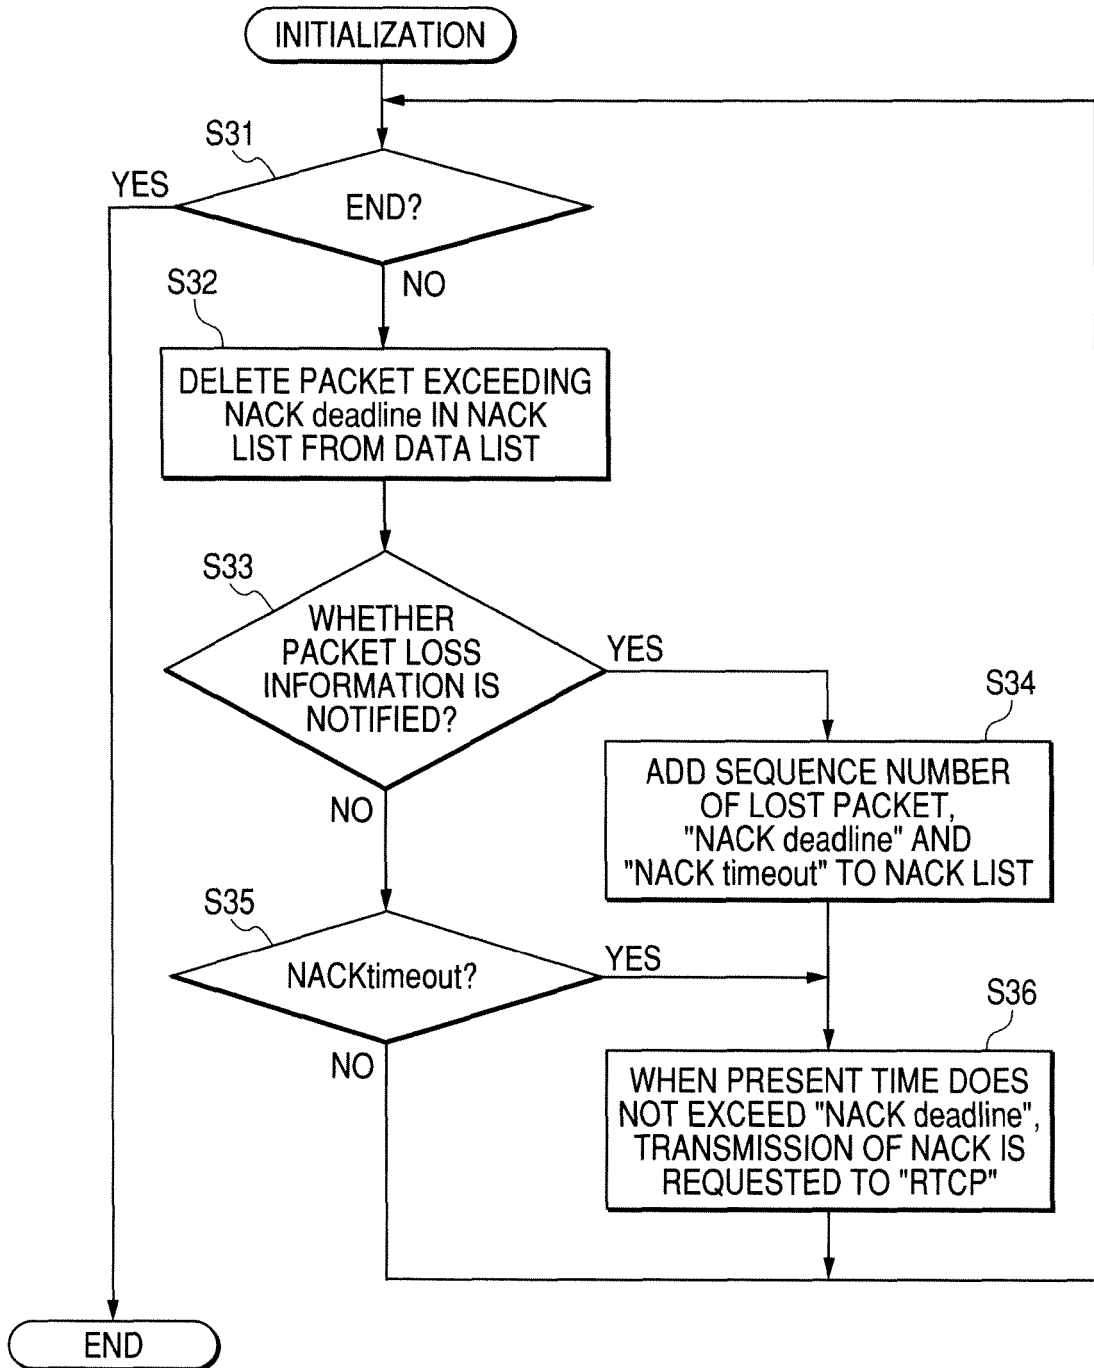 INITIALIZATION
S31
YES
END?
NO
S32
DELETE PACKET EXCEEDING
NACK deadline IN NACK
LIST FROM DATA LIST
S33
WHETHER
PACKET LOSS
INFORMATION IS
NOTIFIED?
YES
NO
S34
ADD SEQUENCE NUMBER
OF LOST PACKET,
"NACK deadline" AND
"NACK timeout" TO NACK LIST
S35
NACKtimeout?
YES
NO
S36
WHEN PRESENT TIME DOES
NOT EXCEED "NACK deadline",
TRANSMISSION OF NACK IS
REQUESTED TO "RTCP"
END